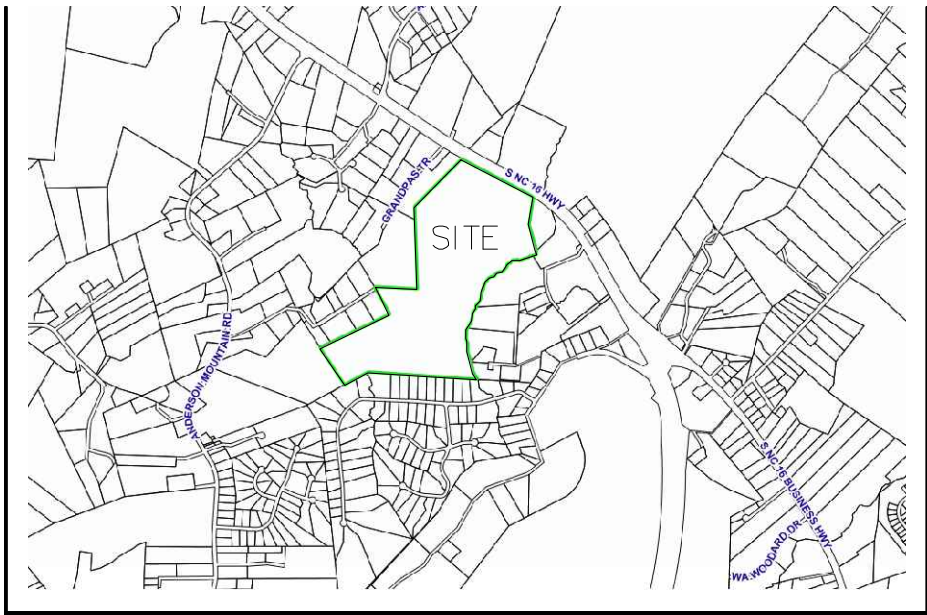 GRANDPAS TR
S NC 16 HWY
SITE
ANDERSON MOUNTAIN RD
S NC 16 BUSINESS HWY
WA WOODARD DR